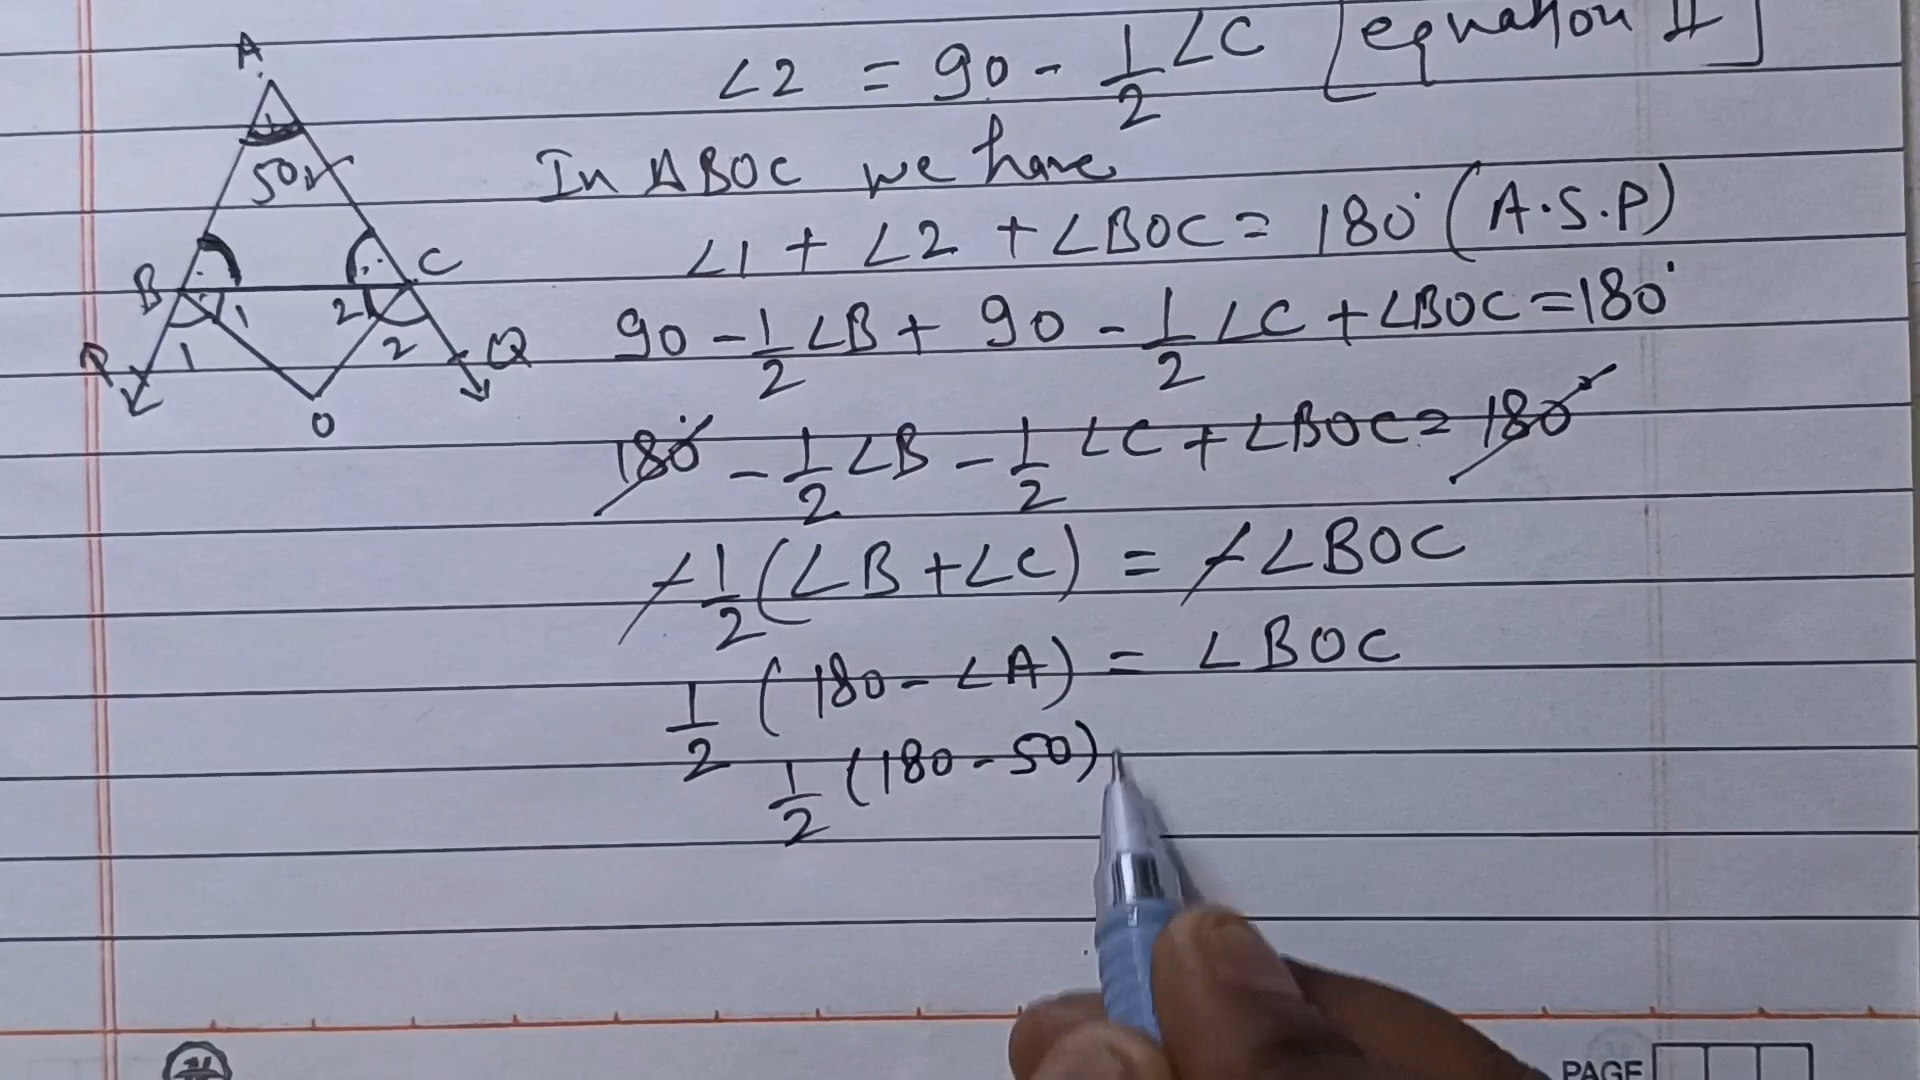 ∠2 = 90 - 1/2 ∠C [equation II]
In ΔBOC we have
∠1 + ∠2 + ∠BOC = 180° (A.S.P)
90 - 1/2 ∠B + 90 - 1/2 ∠C + ∠BOC = 180°
180° - 1/2 ∠B - 1/2 ∠C + ∠BOC = 180°
-1/2 (∠B + ∠C) = -∠BOC
1/2 (180 - ∠A) = ∠BOC
1/2 (180 - 50)
A
50
B
C
1
2
1
2
P
Q
O
PAGE